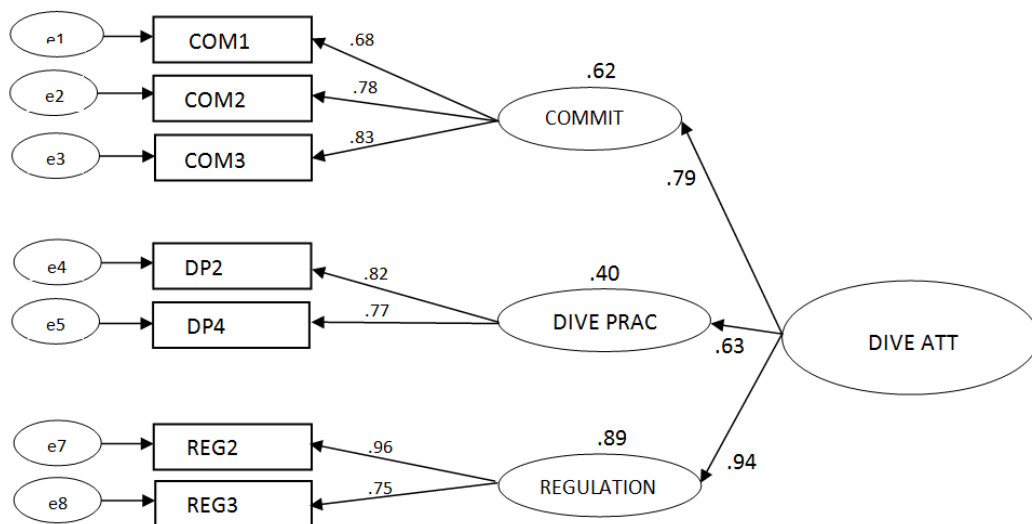 e1
COM1
.68
.62
e2
COM2
.78
COMMIT
e3
COM3
.83
.79
e4
DP2
.82
.40
e5
DP4
.77
DIVE PRAC
.63
DIVE ATT
e7
REG2
.96
.89
.94
e8
REG3
.75
REGULATION